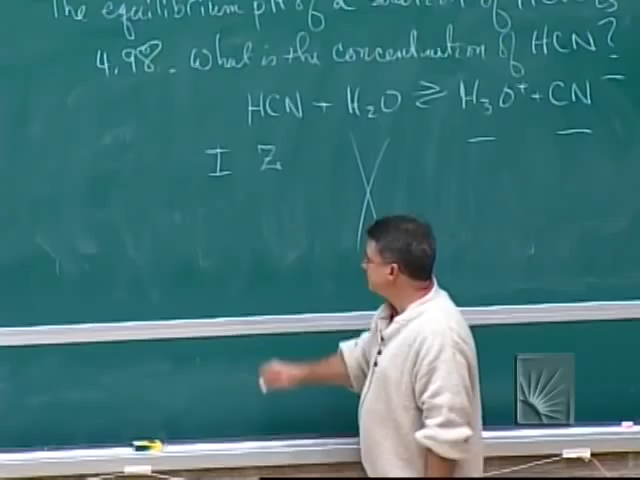 The equilibrium pH of a solution of HCN is
4.98. What is the concentration of HCN?
HCN + H₂O ⇌ H₃O⁺ + CN
I Z